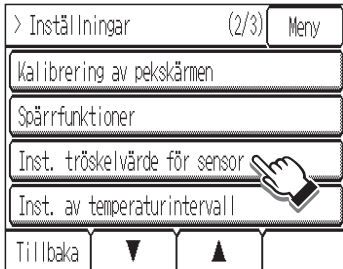 > Inställningar (2/3) Meny
Kalibrering av pekskärmen
Spärrfunktioner
Inst. tröskelvärde för sensor
Inst. av temperaturintervall
Tillbaka ▼ ▲